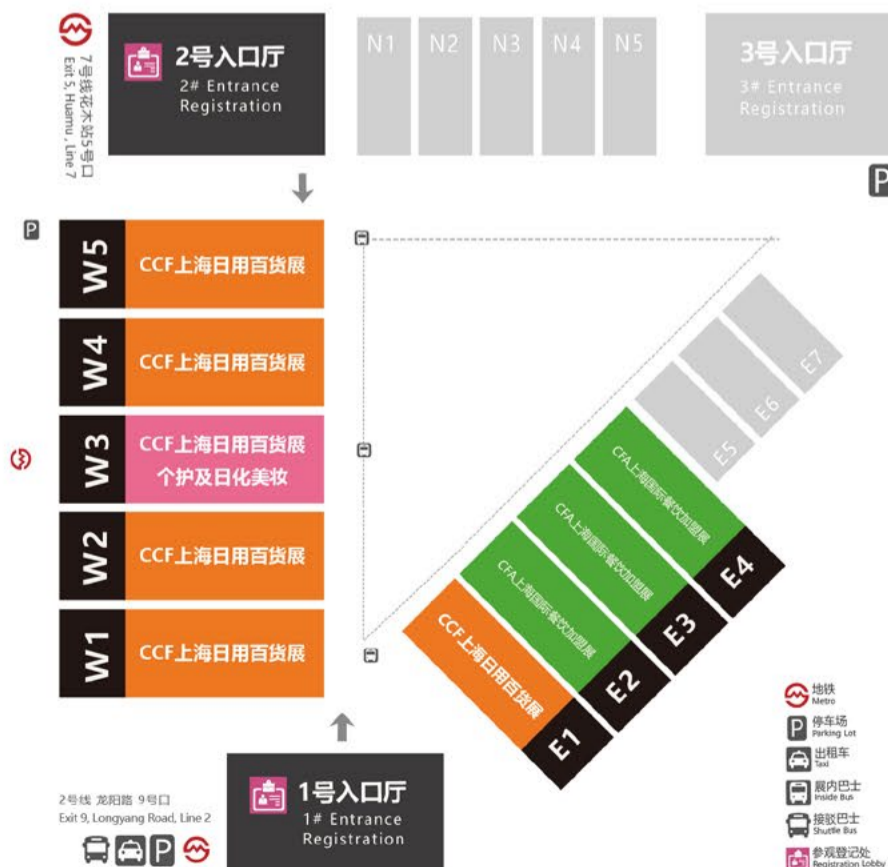 7号线花木站5号口
Exit 5, Huamu , Line 7
2号入口厅
2# Entrance
Registration
N1
N2
N3
N4
N5
3号入口厅
3# Entrance
Registration
P
P
W5
CCF上海日用百货展
W4
CCF上海日用百货展
W3
CCF上海日用百货展
个护及日化美妆
W2
CCF上海日用百货展
W1
CCF上海日用百货展
E7
E6
E5
CFA上海国际餐饮加盟展
E4
CFA上海国际餐饮加盟展
E3
CFA上海国际餐饮加盟展
E2
CCF上海日用百货展
E1
1号入口厅
1# Entrance
Registration
2号线 龙阳路 9号口
Exit 9, Longyang Road, Line 2
P
地铁
Metro
P
停车场
Parking Lot
出租车
Taxi
展内巴士
Inside Bus
接驳巴士
Shuttle Bus
参观登记处
Registration Lobby